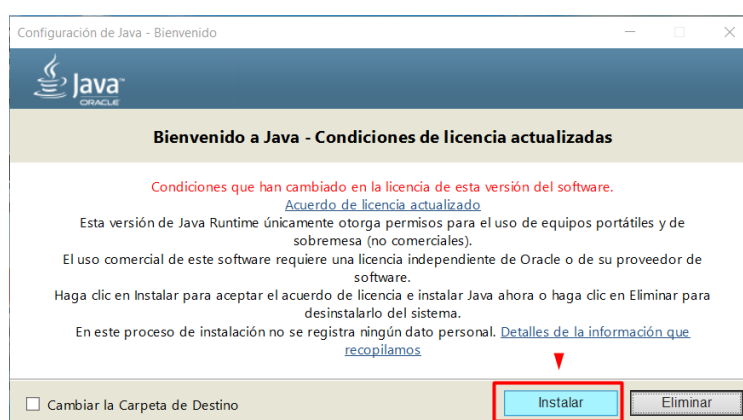 Configuración de Java - Bienvenido
Java
ORACLE
Bienvenido a Java - Condiciones de licencia actualizadas
Condiciones que han cambiado en la licencia de esta versión del software.
Acuerdo de licencia actualizado
Esta versión de Java Runtime únicamente otorga permisos para el uso de equipos portátiles y de
sobremesa (no comerciales).
El uso comercial de este software requiere una licencia independiente de Oracle o de su proveedor de
software.
Haga clic en Instalar para aceptar el acuerdo de licencia e instalar Java ahora o haga clic en Eliminar para
desinstalarlo del sistema.
En este proceso de instalación no se registra ningún dato personal. Detalles de la información que
recopilamos
Cambiar la Carpeta de Destino
Instalar
Eliminar